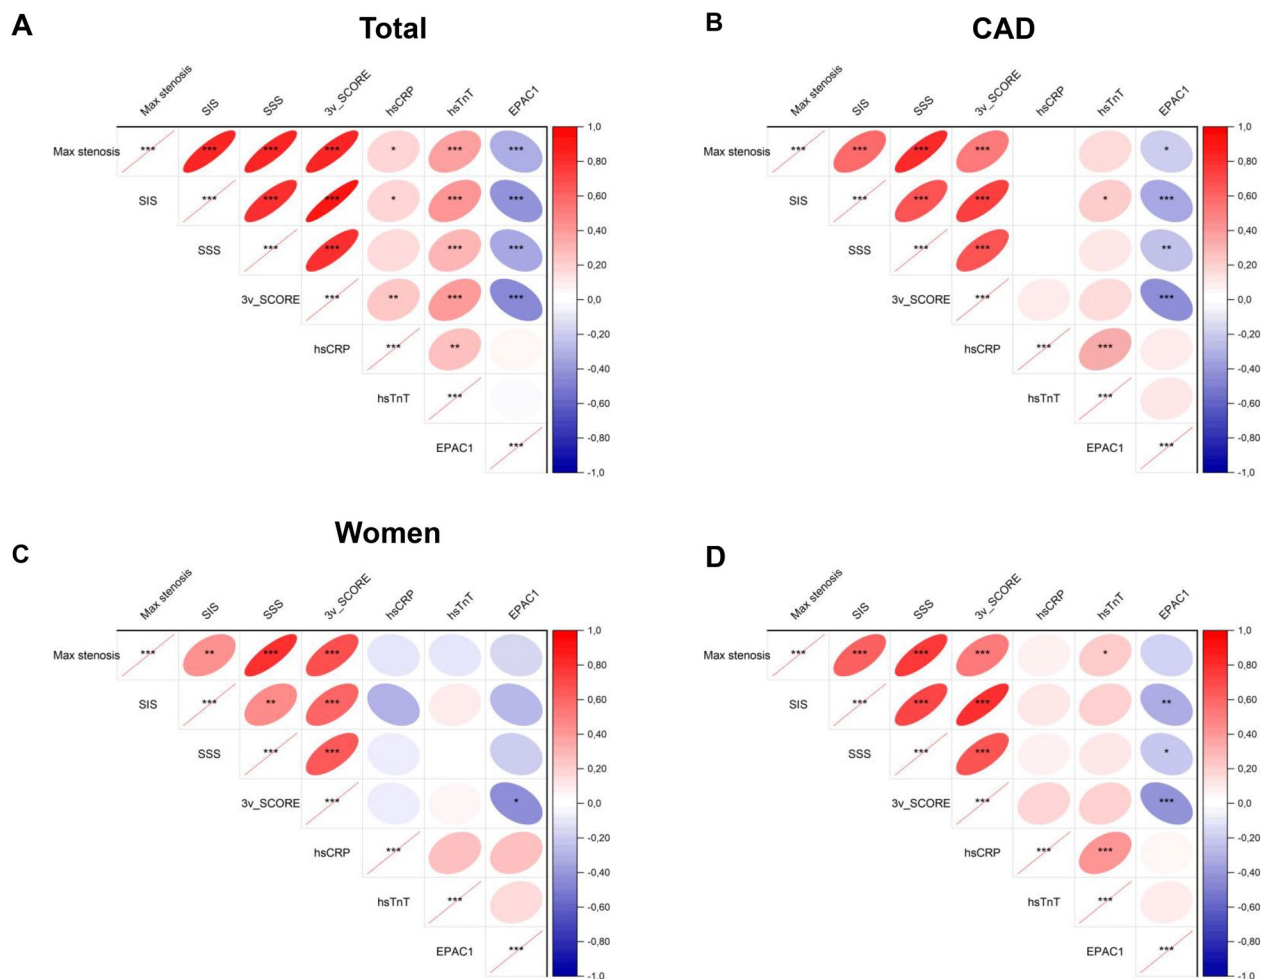 A
Total
Max stenosis
SIS
SSS
3v_SCORE
hsCRP
hsTnT
EPAC1
Max stenosis *** *** *** *** * *** ***
SIS *** *** *** * *** ***
SSS *** *** *** ***
3v_SCORE *** ** *** ***
hsCRP *** **
hsTnT ***
EPAC1 ***
1,0
0,80
0,60
0,40
0,20
0,0
-0,20
-0,40
-0,60
-0,80
-1,0
B
CAD
Max stenosis
SIS
SSS
3v_SCORE
hsCRP
hsTnT
EPAC1
Max stenosis *** *** *** *** *
SIS *** *** *** * ***
SSS *** *** **
3v_SCORE *** ***
hsCRP *** ***
hsTnT ***
EPAC1 ***
1,0
0,80
0,60
0,40
0,20
0,0
-0,20
-0,40
-0,60
-0,80
-1,0
C
Women
Max stenosis
SIS
SSS
3v_SCORE
hsCRP
hsTnT
EPAC1
Max stenosis *** ** *** ***
SIS *** ** ***
SSS *** ***
3v_SCORE *** *
hsCRP ***
hsTnT ***
EPAC1 ***
1,0
0,80
0,60
0,40
0,20
0,0
-0,20
-0,40
-0,60
-0,80
-1,0
D
Max stenosis
SIS
SSS
3v_SCORE
hsCRP
hsTnT
EPAC1
Max stenosis *** *** *** *** *
SIS *** *** *** **
SSS *** *** *
3v_SCORE *** ***
hsCRP *** ***
hsTnT ***
EPAC1 ***
1,0
0,80
0,60
0,40
0,20
0,0
-0,20
-0,40
-0,60
-0,80
-1,0